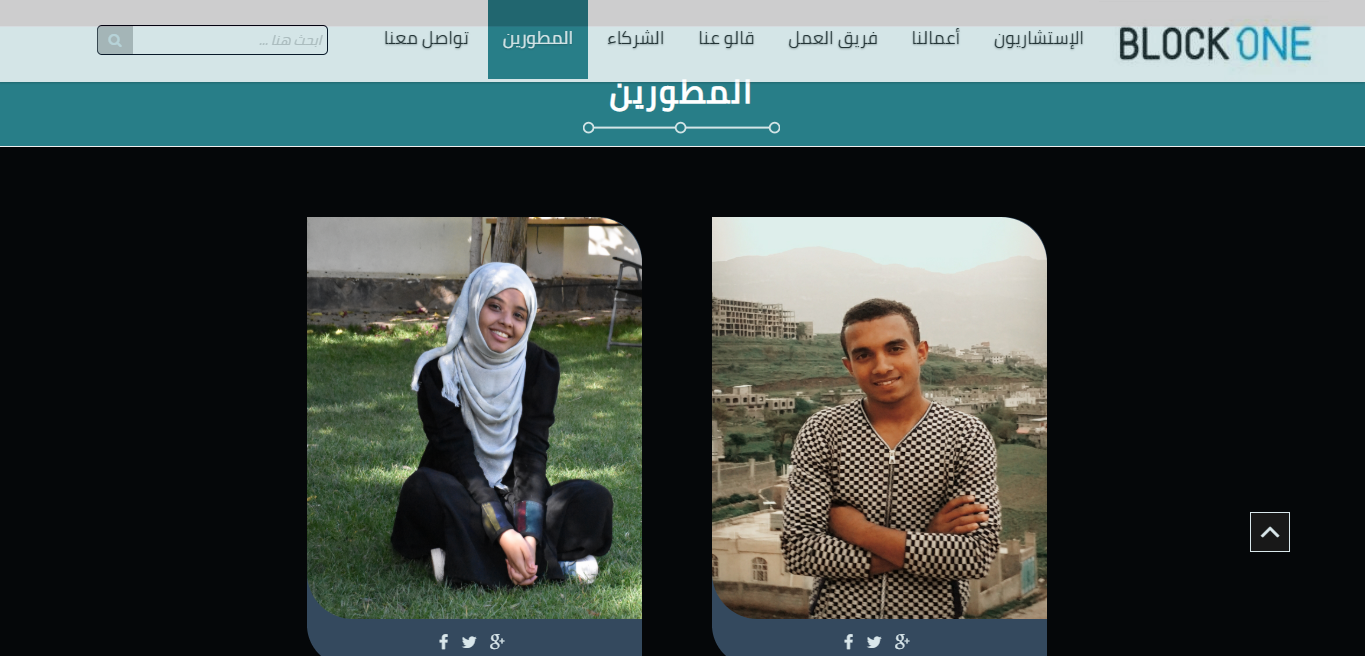 BLOCK ONE
الإستشاريون
أعمالنا
فريق العمل
قالو عنا
الشركاء
المطورين
تواصل معنا
ابحث هنا ...
المطورين